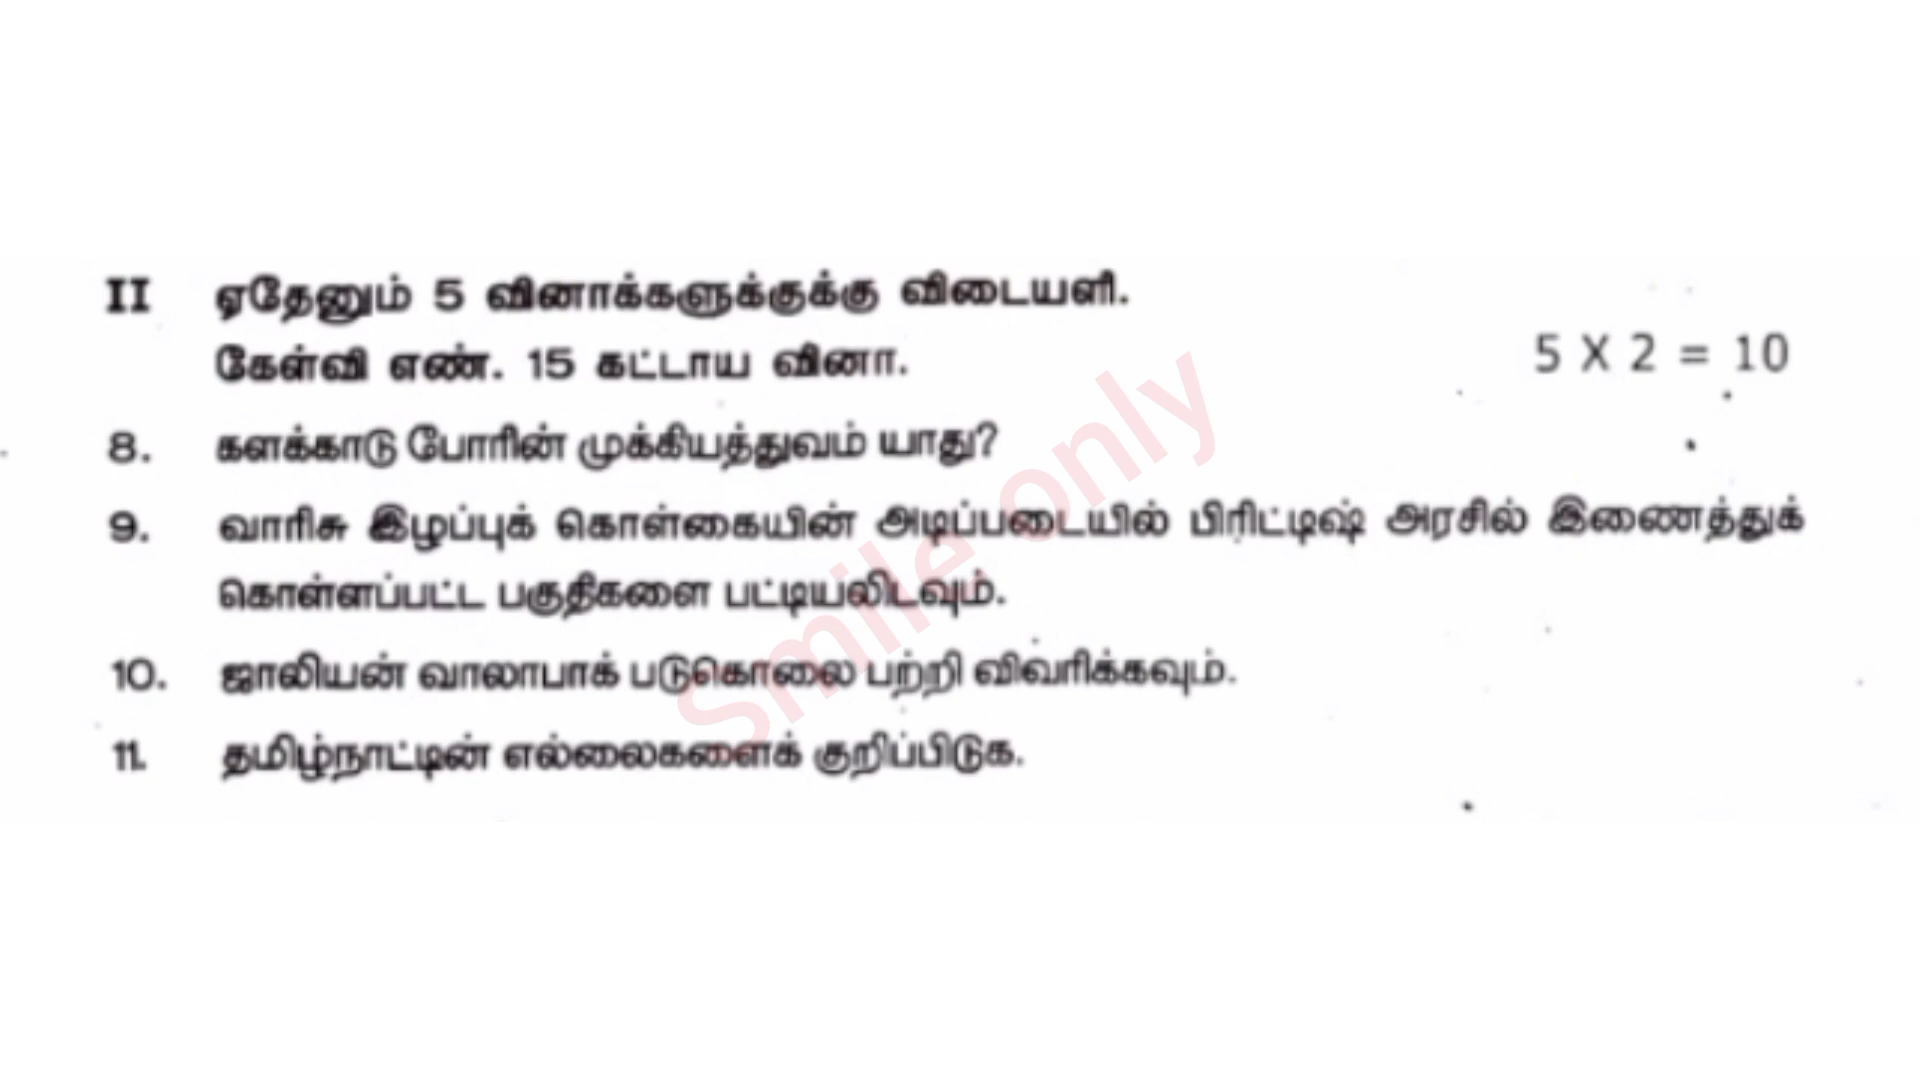 II ஏதேனும் 5 வினாக்களுக்குக்கு விடையளி.
கேள்வி எண். 15 கட்டாய வினா. 5 X 2 = 10
8. களக்காடு போரின் முக்கியத்துவம் யாது?
9. வாரிசு இழப்புக் கொள்கையின் அடிப்படையில் பிரிட்டிஷ் அரசில் இணைத்துக்
கொள்ளப்பட்ட பகுதிகளை பட்டியலிடவும்.
10. ஜாலியன் வாலாபாக் படுகொலை பற்றி விவரிக்கவும்.
11. தமிழ்நாட்டின் எல்லைகளைக் குறிப்பிடுக.
Smile only